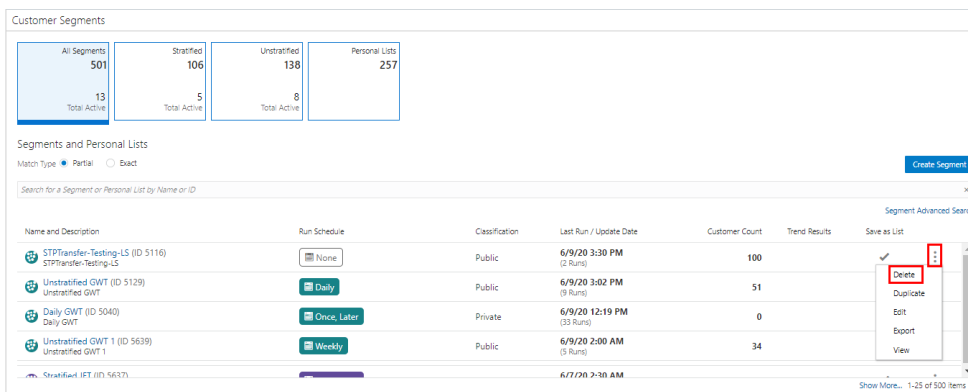 Customer Segments
All Segments
501
13
Total Active
Stratified
106
5
Total Active
Unstratified
138
8
Total Active
Personal Lists
257
Segments and Personal Lists
Match Type Partial Exact
Create Segment
Search for a Segment or Personal List by Name or ID
Segment Advanced Sear
Name and Description Run Schedule Classification Last Run / Update Date Customer Count Trend Results Save as List
STPTransfer-Testing-LS (ID 5116) None Public 6/9/20 3:30 PM 100
STPTransfer-Testing-LS (2 Runs)
Unstratified GWT (ID 5129) Daily Public 6/9/20 3:02 PM 51
Unstratified GWT (9 Runs)
Daily GWT (ID 5040) Once, Later Private 6/9/20 12:19 PM 0
Daily GWT (33 Runs)
Unstratified GWT 1 (ID 5639) Weekly Public 6/9/20 2:00 AM 34
Unstratified GWT 1 (5 Runs)
Stratified JFT (ID 5637) 6/7/20 2:30 AM
Delete
Duplicate
Edit
Export
View
Show More... 1-25 of 500 items